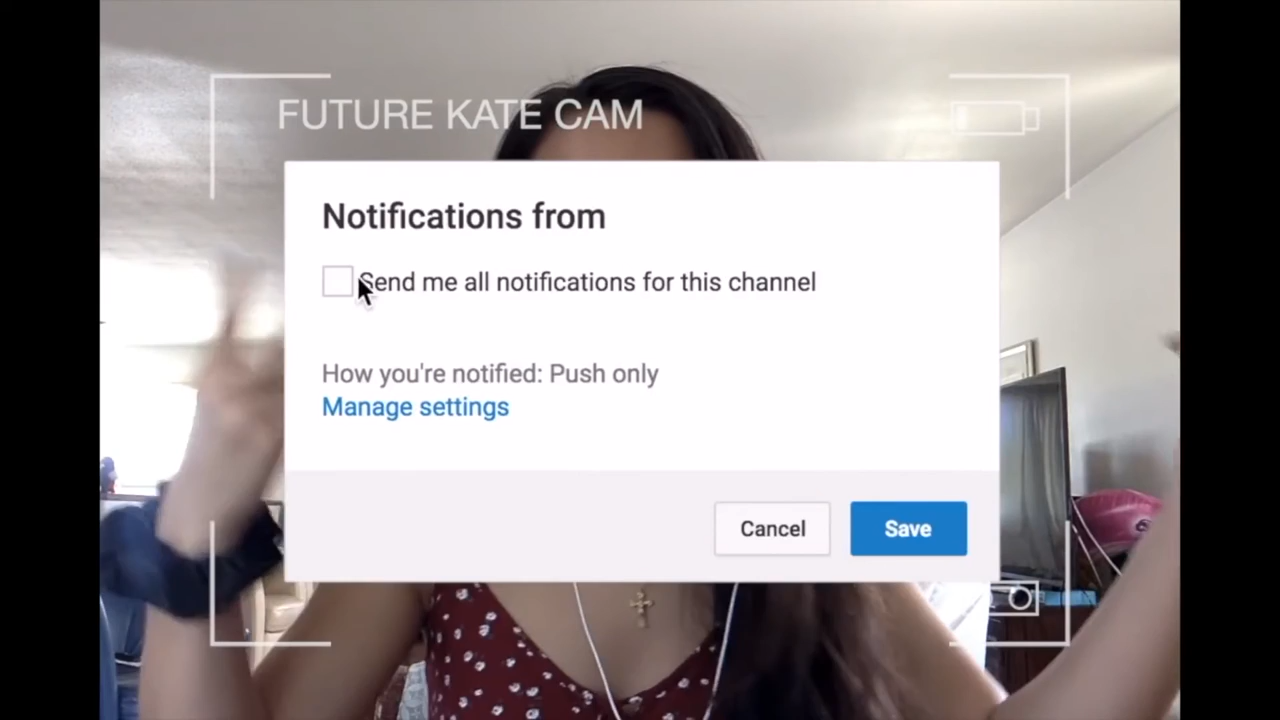 FUTURE KATE CAM
Notifications from
Send me all notifications for this channel
How you're notified: Push only
Manage settings
Cancel
Save